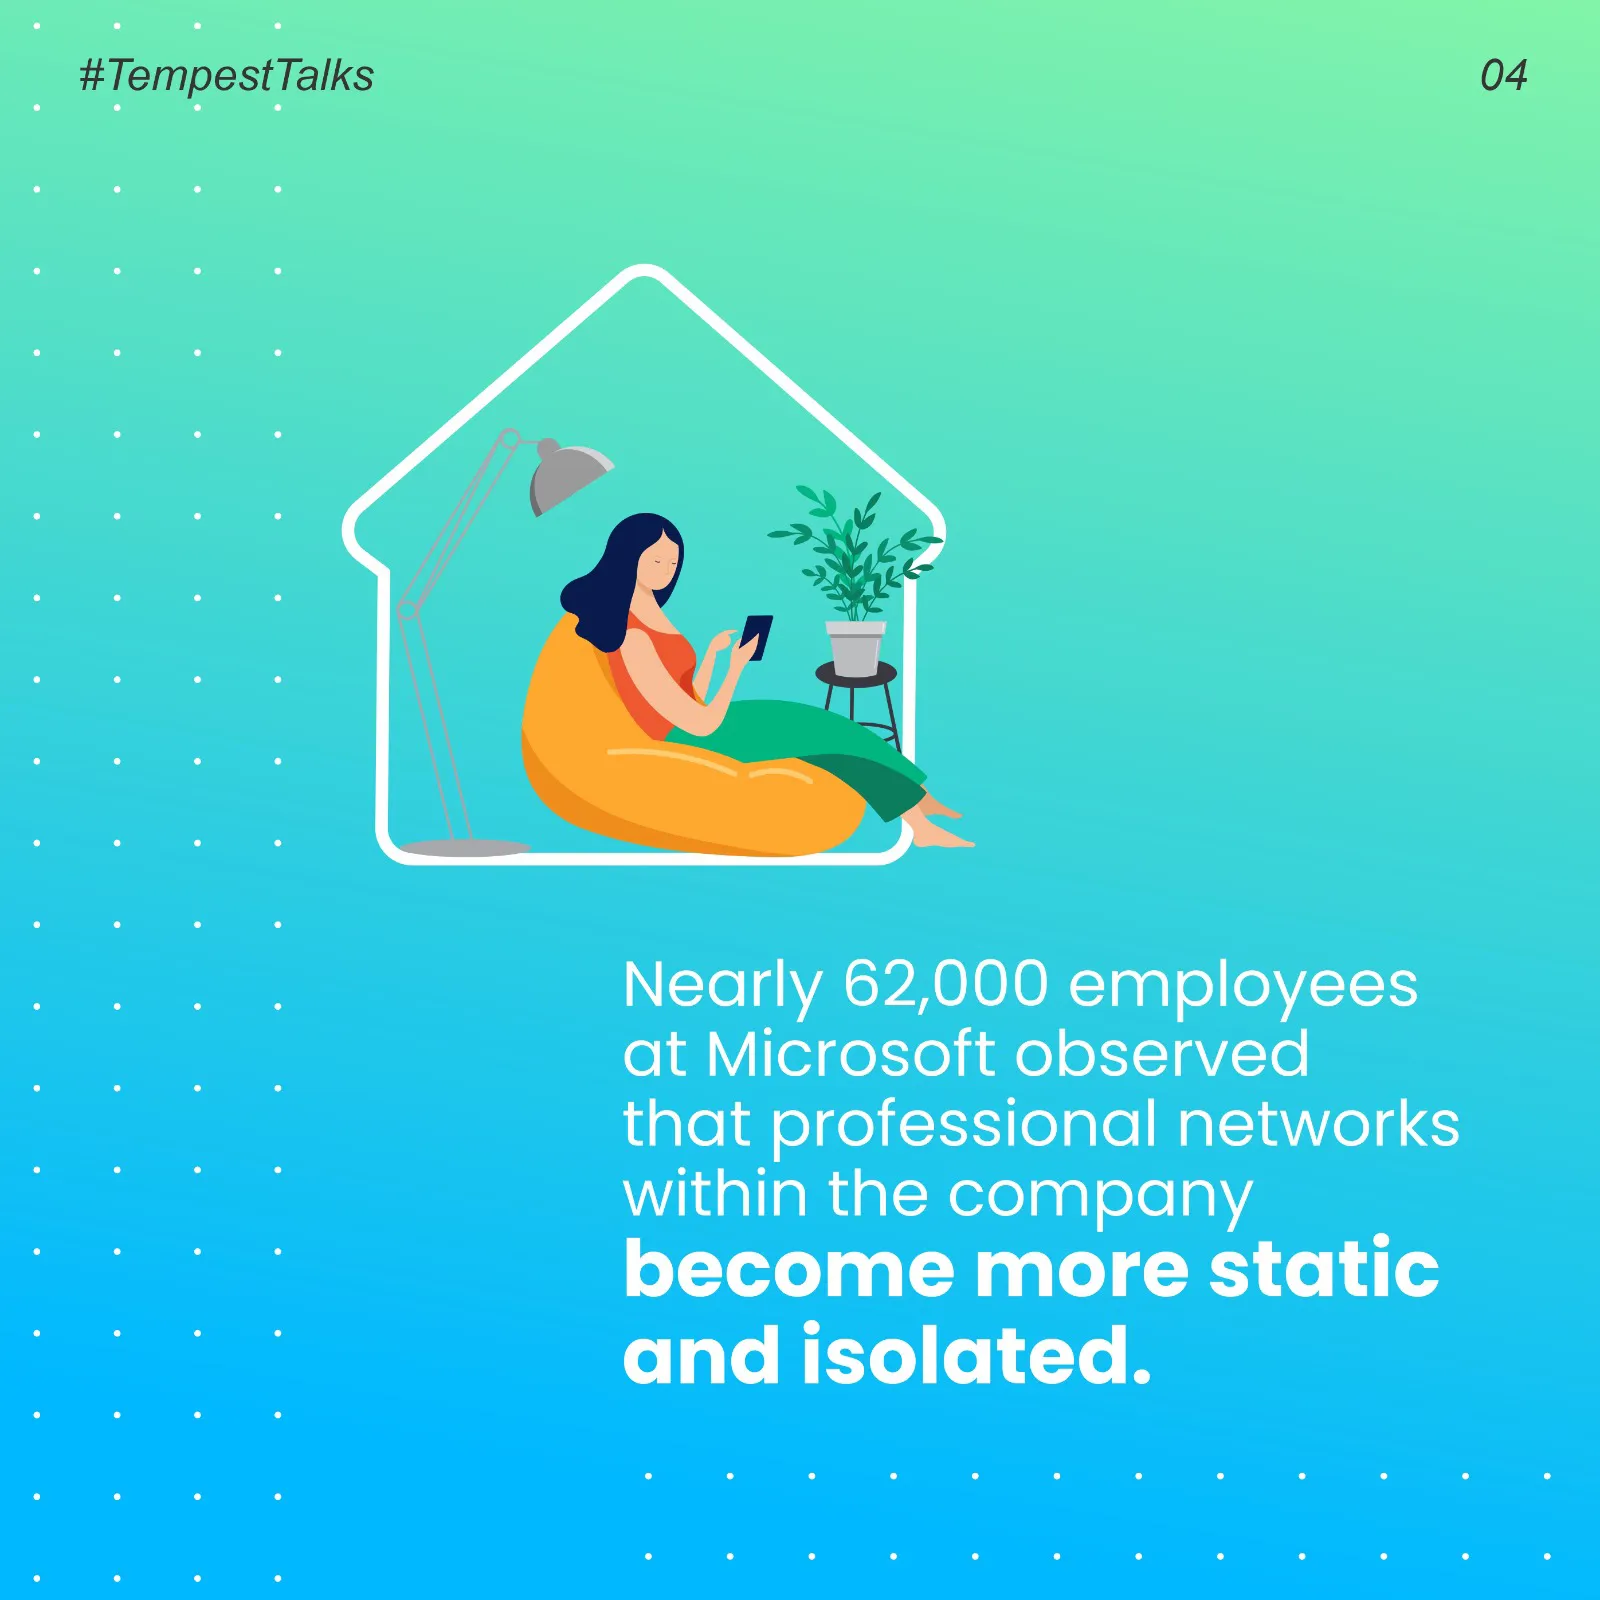 #TempestTalks
04
Nearly 62,000 employees
at Microsoft observed
that professional networks
within the company
become more static
and isolated.